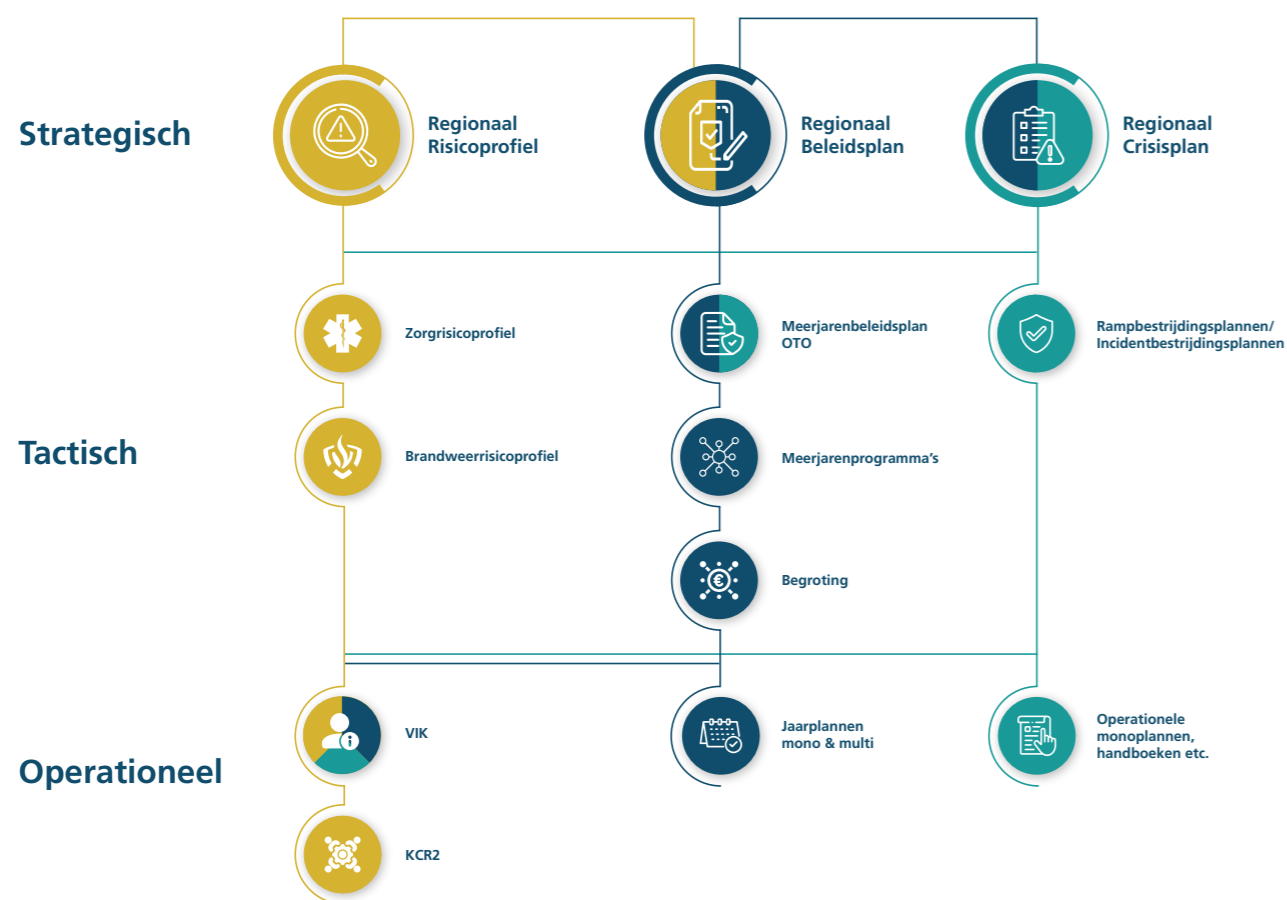 Strategisch
Regionaal
Risicoprofiel
Regionaal
Beleidsplan
Regionaal
Crisisplan
Zorgrisicoprofiel
Meerjarenbeleidsplan
OTO
Rampbestrijdingsplannen/
Incidentbestrijdingsplannen
Tactisch
Brandweerrisicoprofiel
Meerjarenprogramma's
€
Begroting
Operationeel
VIK
Jaarplannen
mono & multi
Operationele
monoplannen,
handboeken etc.
KCR2